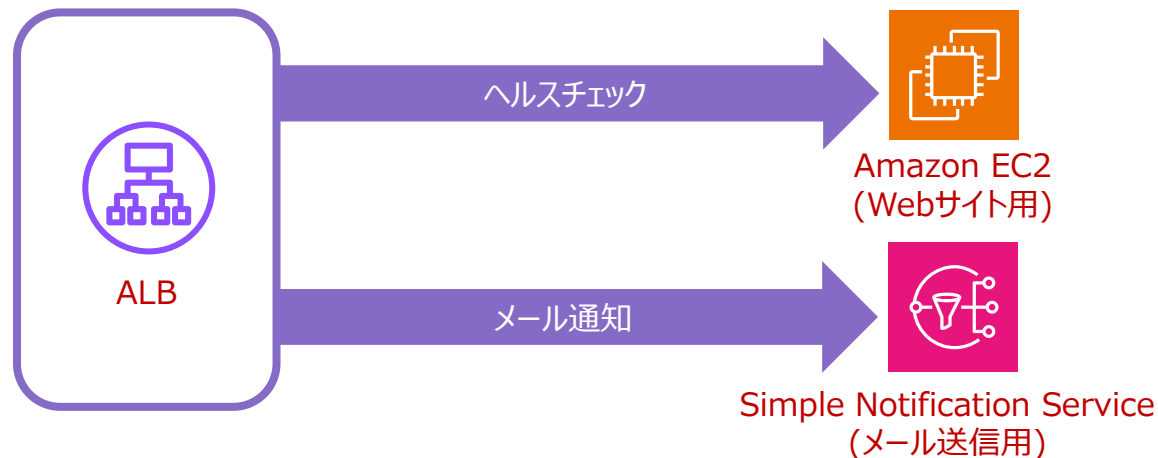 ヘルスチェック
Amazon EC2
(Webサイト用)
ALB
メール通知
Simple Notification Service
(メール送信用)